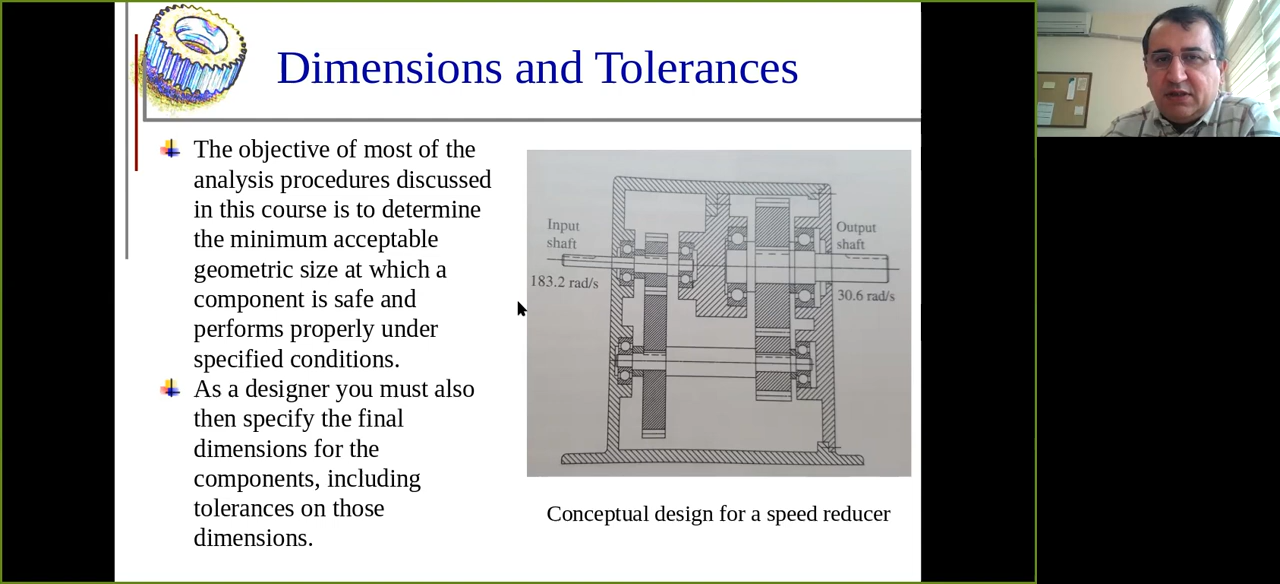 Dimensions and Tolerances
The objective of most of the
analysis procedures discussed
in this course is to determine
the minimum acceptable
geometric size at which a
component is safe and
performs properly under
specified conditions.
As a designer you must also
then specify the final
dimensions for the
components, including
tolerances on those
dimensions.
Input
shaft
183.2 rad/s
Output
shaft
30.6 rad/s
Conceptual design for a speed reducer